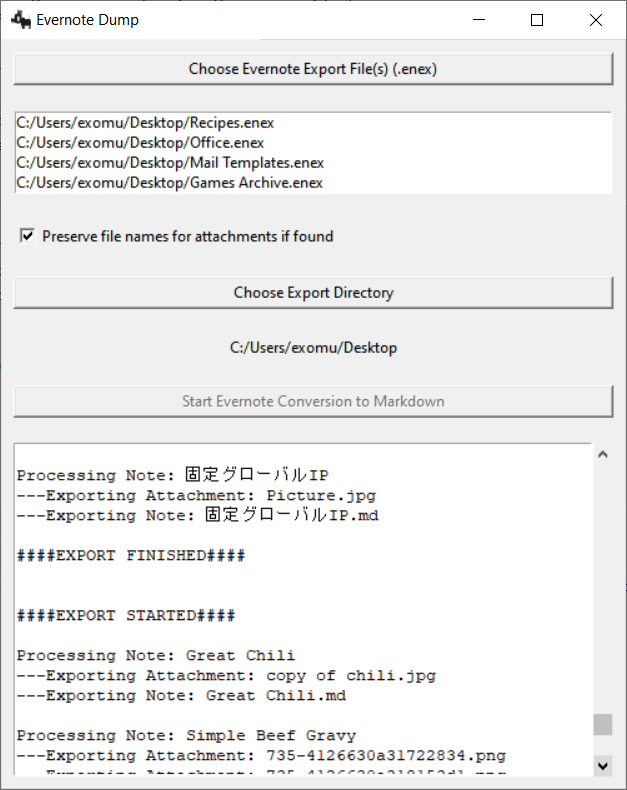 Evernote Dump
Choose Evernote Export File(s) (.enex)
C:/Users/exomu/Desktop/Recipes.enex
C:/Users/exomu/Desktop/Office.enex
C:/Users/exomu/Desktop/Mail Templates.enex
C:/Users/exomu/Desktop/Games Archive.enex
Preserve file names for attachments if found
Choose Export Directory
C:/Users/exomu/Desktop
Start Evernote Conversion to Markdown
Processing Note: 固定グローバルIP
---Exporting Attachment: Picture.jpg
---Exporting Note: 固定グローバルIP.md
####EXPORT FINISHED####
####EXPORT STARTED####
Processing Note: Great Chili
---Exporting Attachment: copy of chili.jpg
---Exporting Note: Great Chili.md
Processing Note: Simple Beef Gravy
---Exporting Attachment: 735-4126630a31722834.png
---Exporting Attachment: